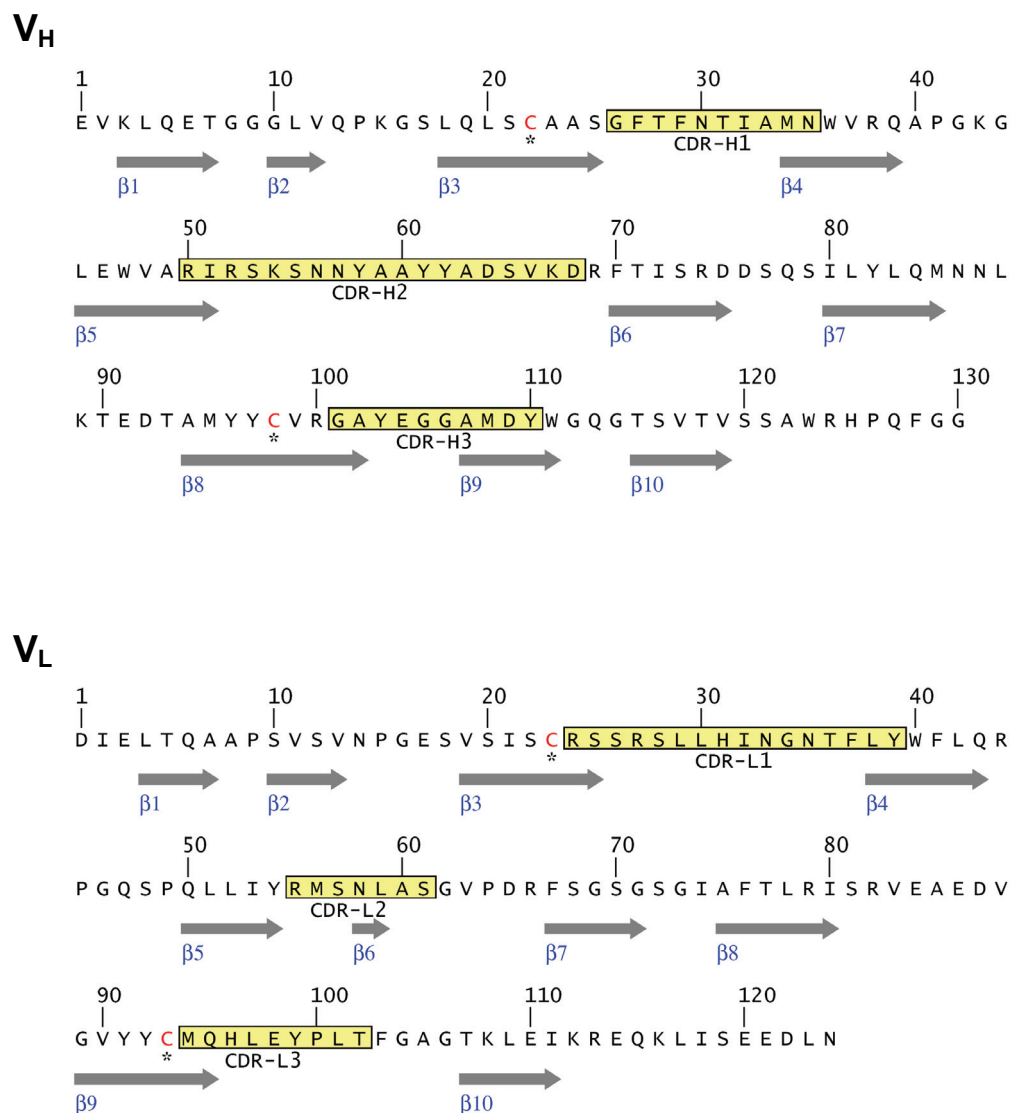 V_H
1 10 20 30 40
E V K L Q E T G G G L V Q P K G S L Q L S C A A S G F T F N T I A M N W V R Q A P G K G
* CDR-H1
β1 β2 β3 β4
50 60 70 80
L E W V A R I R S K S N N Y A A Y Y A D S V K D R F T I S R D D S Q S I L Y L Q M N N L
CDR-H2
β5 β6 β7
90 100 110 120 130
K T E D T A M Y Y C V R G A Y E G G A M D Y W G Q G T S V T V S S A W R H P Q F G G
* CDR-H3
β8 β9 β10
V_L
1 10 20 30 40
D I E L T Q A A P S V S V N P G E S V S I S C R S S R S L L H I N G N T F L Y W F L Q R
* CDR-L1
β1 β2 β3 β4
50 60 70 80
P G Q S P Q L L I Y R M S N L A S G V P D R F S G S G S G I A F T L R I S R V E A E D V
CDR-L2
β5 β6 β7 β8
90 100 110 120
G V Y Y C M Q H L E Y P L T F G A G T K L E I K R E Q K L I S E E D L N
* CDR-L3
β9 β10